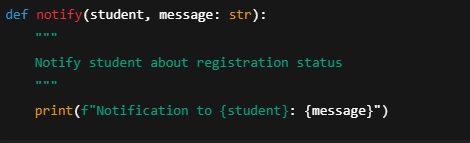 def notify(student, message: str):
    """
    Notify student about registration status
    """
    print(f"Notification to {student}: {message}")